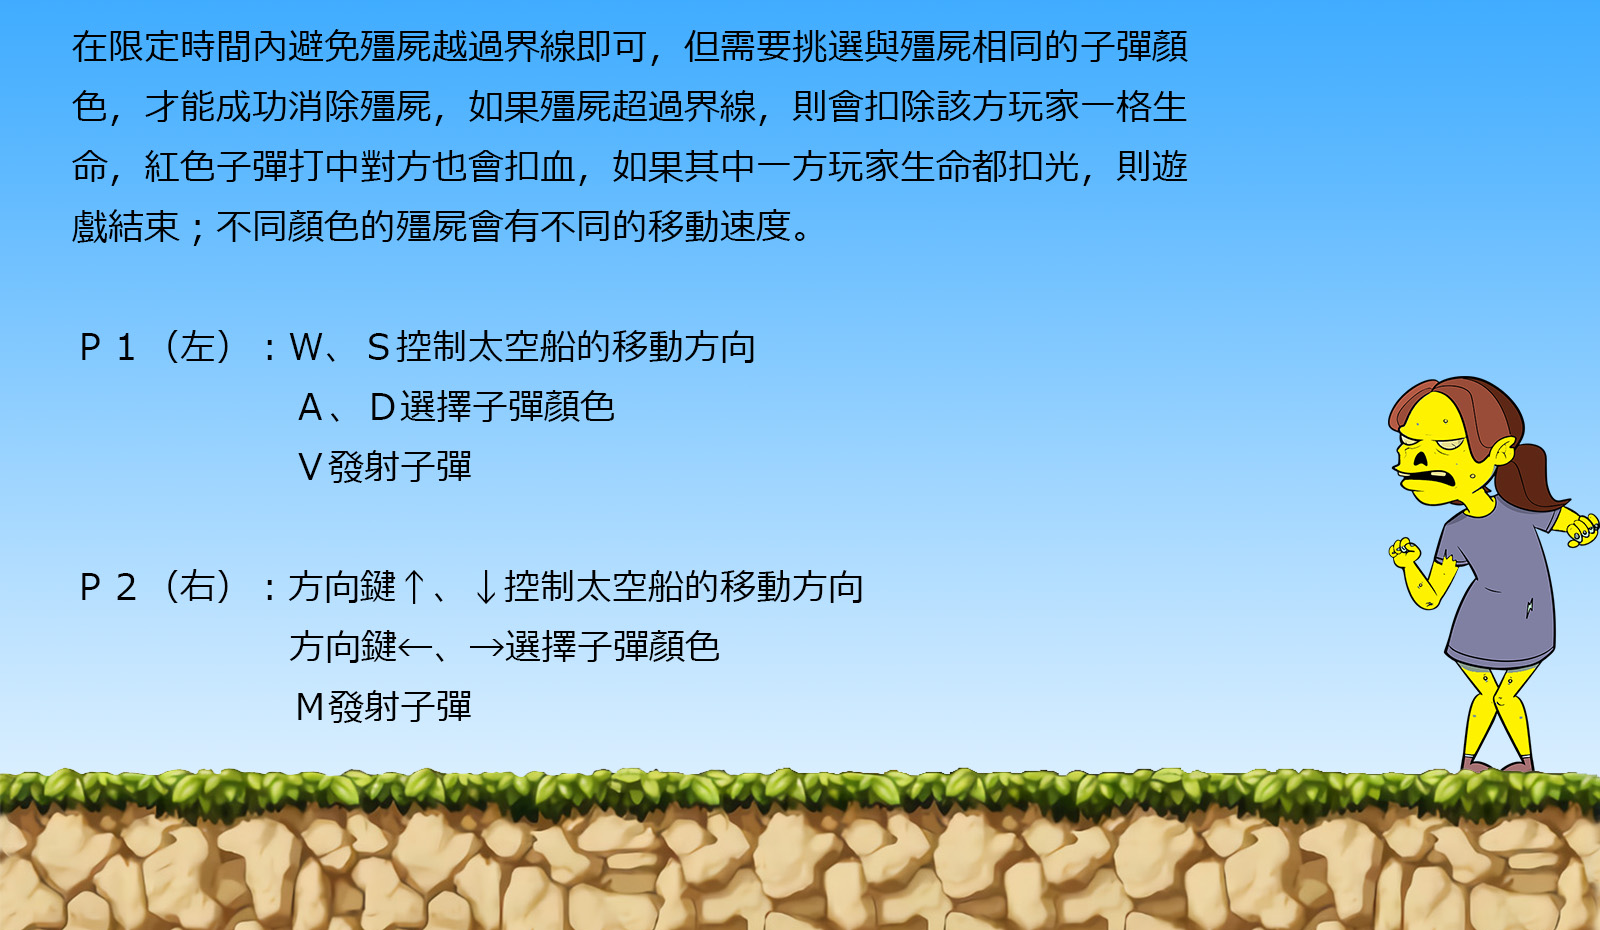 在限定時間內避免殭屍越過界線即可，但需要挑選與殭屍相同的子彈顏
色，才能成功消除殭屍，如果殭屍超過界線，則會扣除該方玩家一格生
命，紅色子彈打中對方也會扣血，如果其中一方玩家生命都扣光，則遊
戲結束；不同顏色的殭屍會有不同的移動速度。
Ｐ１（左）：Ｗ、Ｓ控制太空船的移動方向
Ａ、Ｄ選擇子彈顏色
Ｖ發射子彈
Ｐ２（右）：方向鍵↑、↓控制太空船的移動方向
方向鍵←、→選擇子彈顏色
Ｍ發射子彈